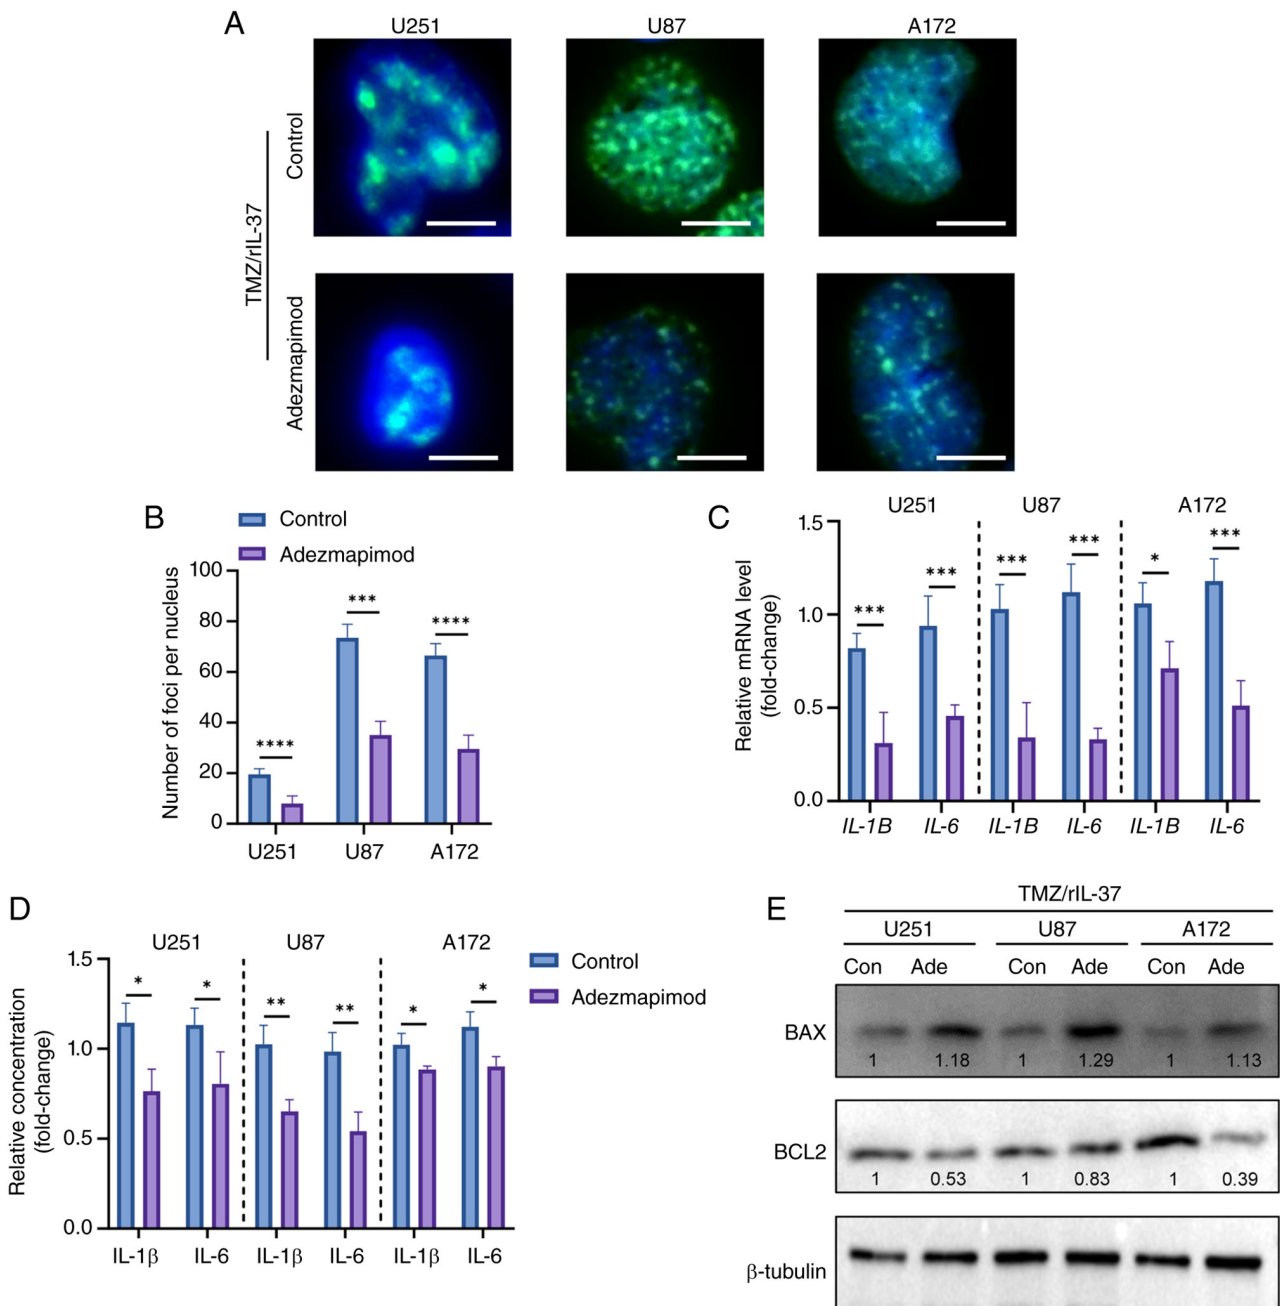 A
U251
U87
A172
TMZ/rIL-37
Control
Adezmapimod
B
Control
Adezmapimod
Number of foci per nucleus
100
80
60
40
20
0
****
***
****
U251
U87
A172
C
U251
U87
A172
Relative mRNA level
(fold-change)
1.5
1.0
0.5
0.0
***
***
***
***
*
***
IL-1B
IL-6
IL-1B
IL-6
IL-1B
IL-6
D
U251
U87
A172
Control
Adezmapimod
Relative concentration
(fold-change)
1.5
1.0
0.5
0.0
*
*
**
**
*
*
IL-1β
IL-6
IL-1β
IL-6
IL-1β
IL-6
E
TMZ/rIL-37
U251
U87
A172
Con
Ade
Con
Ade
Con
Ade
BAX
1
1.18
1
1.29
1
1.13
BCL2
1
0.53
1
0.83
1
0.39
β-tubulin